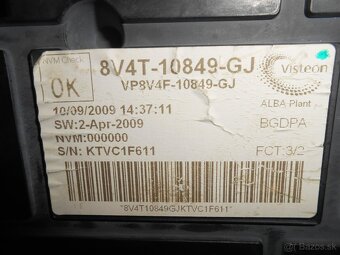 NVM Check
OK
8V4T-10849-GJ
VP8V4F-10849-GJ
Visteon
10/09/2009 14:37:11
ALBA-Plant
SW:2-Apr-2009
BGDPA
NVM:000000
S/N: KTVC1F611
FCT:3/2
"8V4T10849GJKTVC1F611"
Bazos.sk